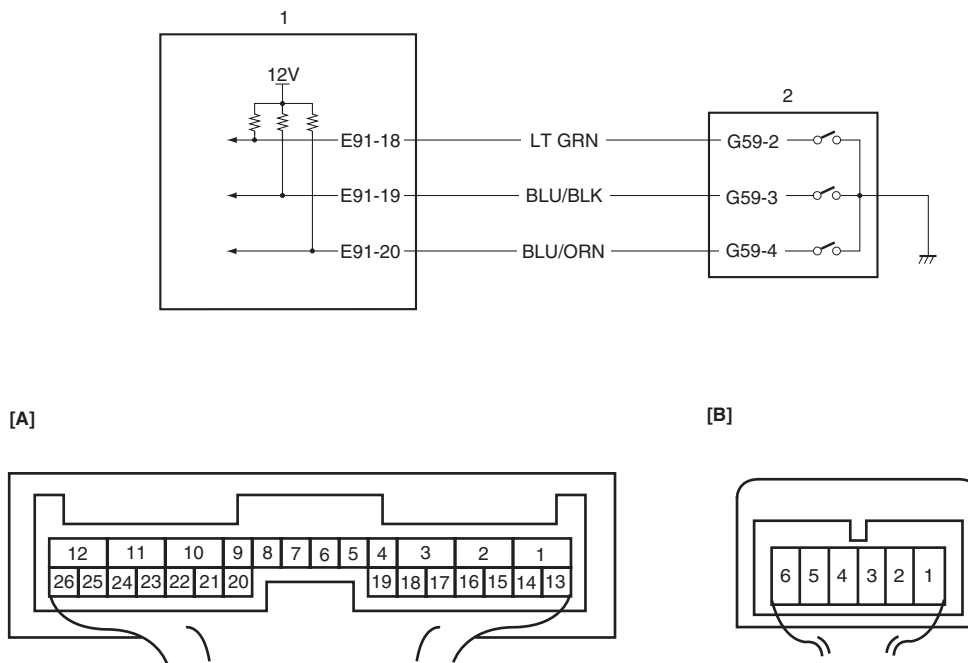 1
12V
2
E91-18 LT GRN G59-2
E91-19 BLU/BLK G59-3
E91-20 BLU/ORN G59-4
[A] [B]
12 11 10 9 8 7 6 5 4 3 2 1
26 25 24 23 22 21 20 19 18 17 16 15 14 13
6 5 4 3 2 1